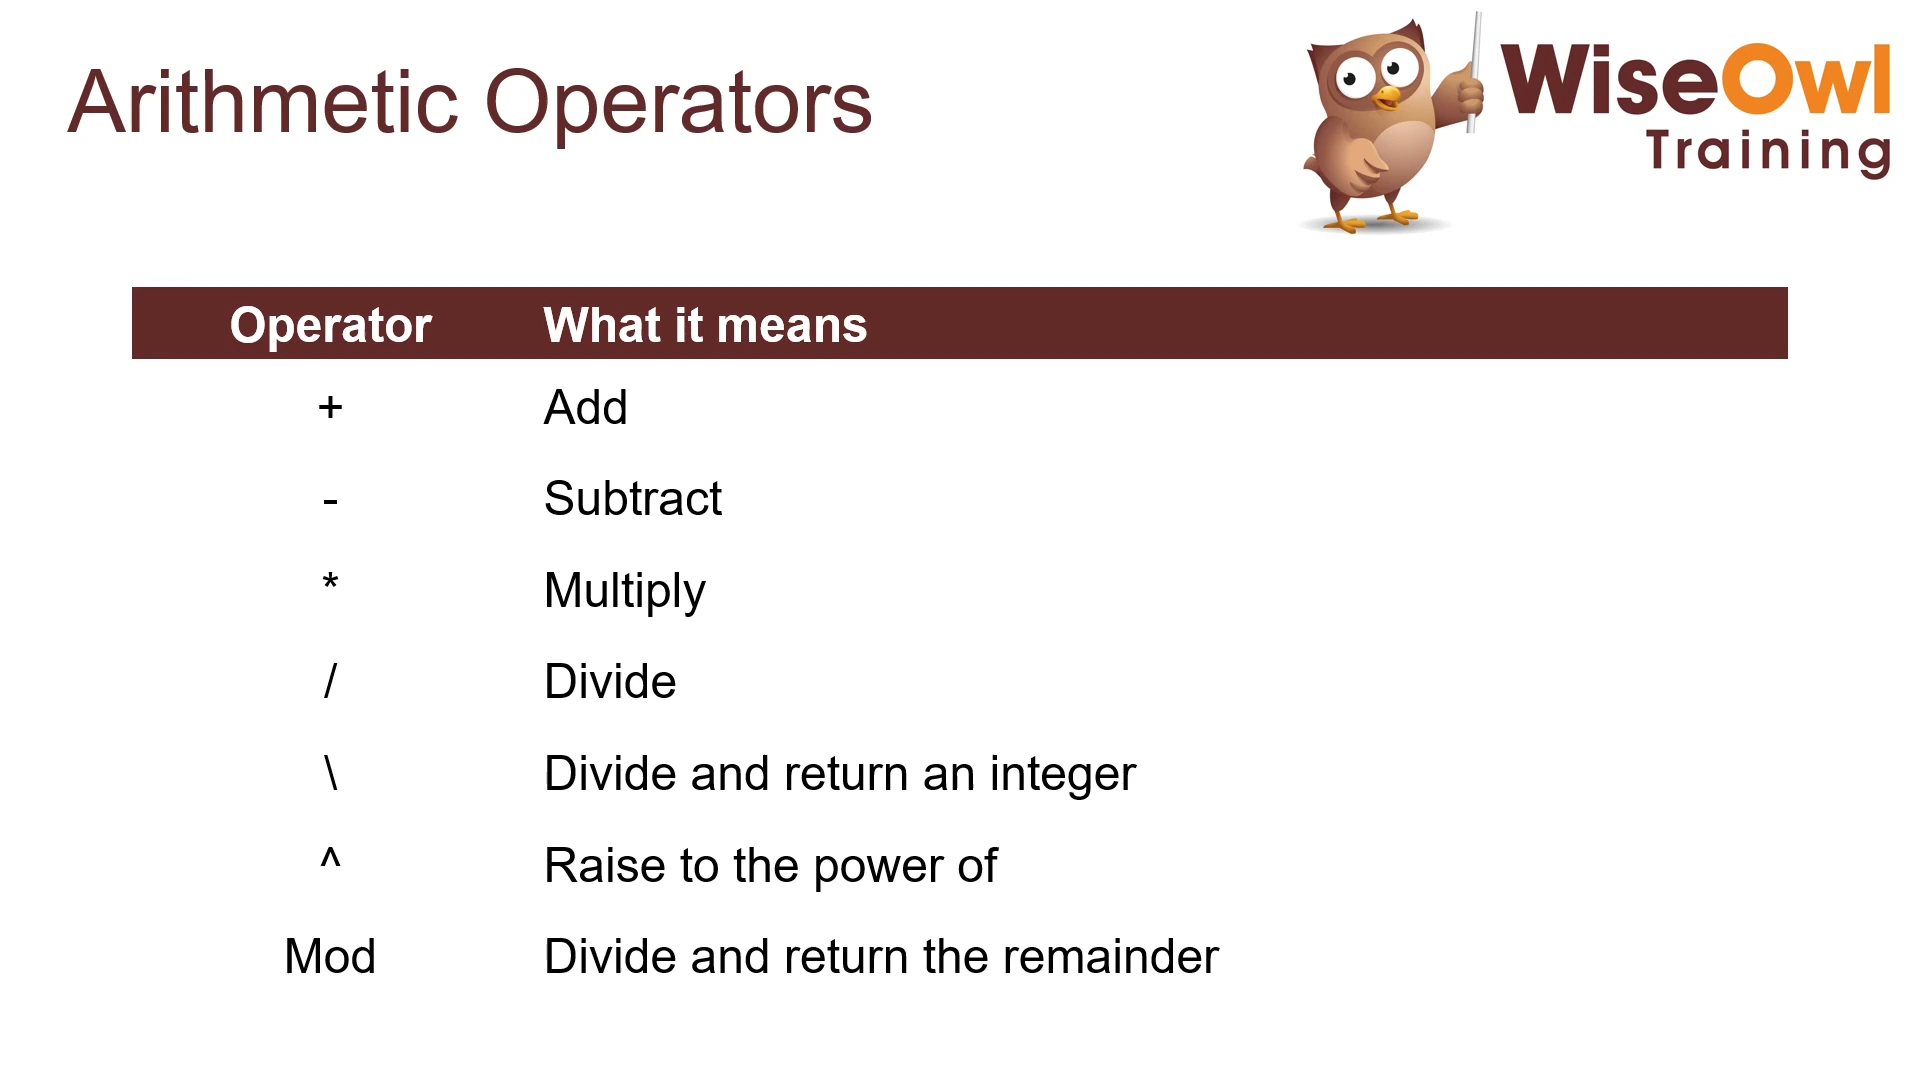 Arithmetic Operators
WiseOwl
Training
Operator What it means
+ Add
- Subtract
* Multiply
/ Divide
\ Divide and return an integer
^ Raise to the power of
Mod Divide and return the remainder